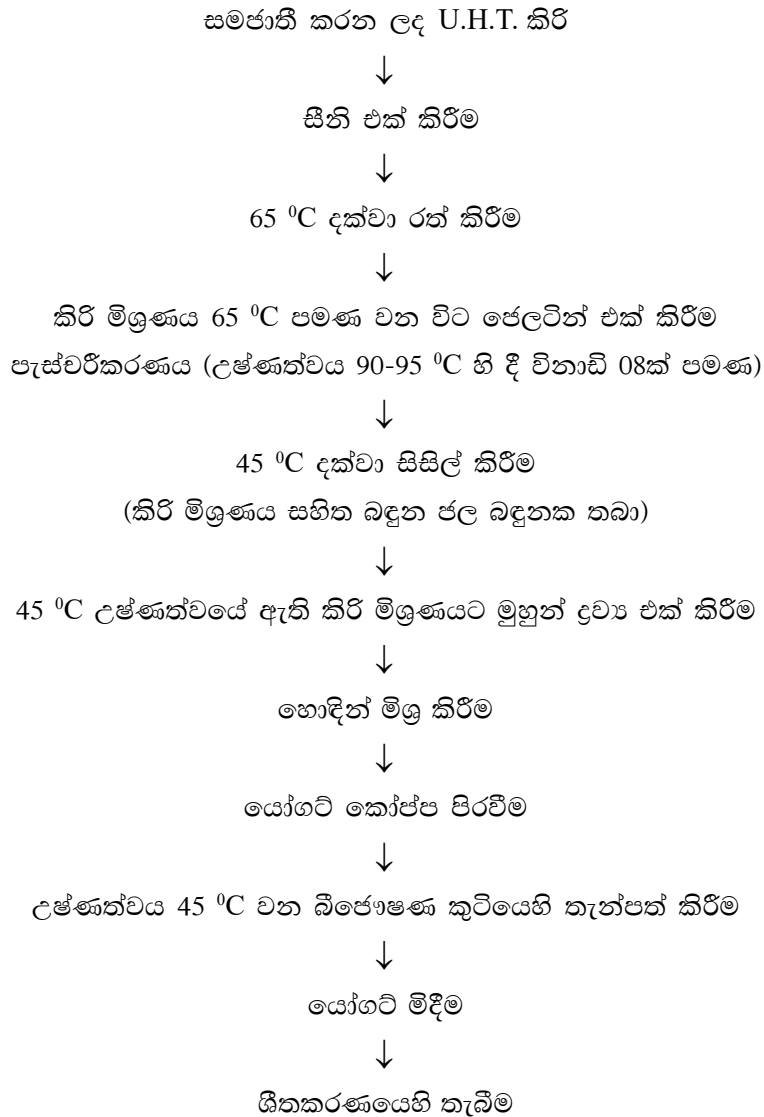 සමජාතී කරන ලද U.H.T. කිරි
↓
සීනි එක් කිරීම
↓
65 ⁰C දක්වා රත් කිරීම
↓
කිරි මිශ්‍රණය 65 ⁰C පමණ වන විට ජෙලටින් එක් කිරීම
පැස්චරීකරණය (උෂ්ණත්වය 90-95 ⁰C හි දී විනාඩි 08ක් පමණ)
↓
45 ⁰C දක්වා සිසිල් කිරීම
(කිරි මිශ්‍රණය සහිත බඳුන ජල බඳුනක තබා)
↓
45 ⁰C උෂ්ණත්වයේ ඇති කිරි මිශ්‍රණයට මුහුන් ද්‍රව්‍ය එක් කිරීම
↓
හොඳින් මිශ්‍ර කිරීම
↓
යෝගට් කෝප්ප පිරවීම
↓
උෂ්ණත්වය 45 ⁰C වන බීජෞෂණ කුටියෙහි තැන්පත් කිරීම
↓
යෝගට් මිදීම
↓
ශීතකරණයෙහි තැබීම